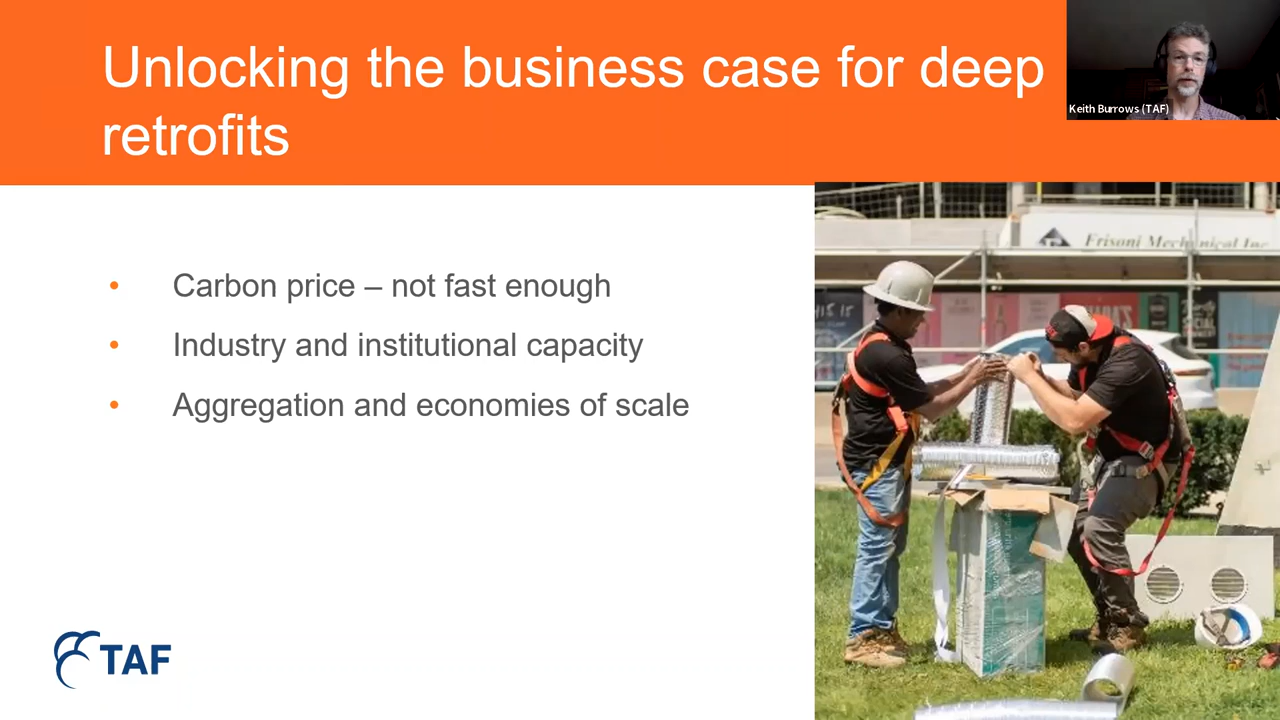 Unlocking the business case for deep
retrofits
Keith Burrows (TAF)
• Carbon price – not fast enough
• Industry and institutional capacity
• Aggregation and economies of scale
Frisoni Mechanical Inc
TAF